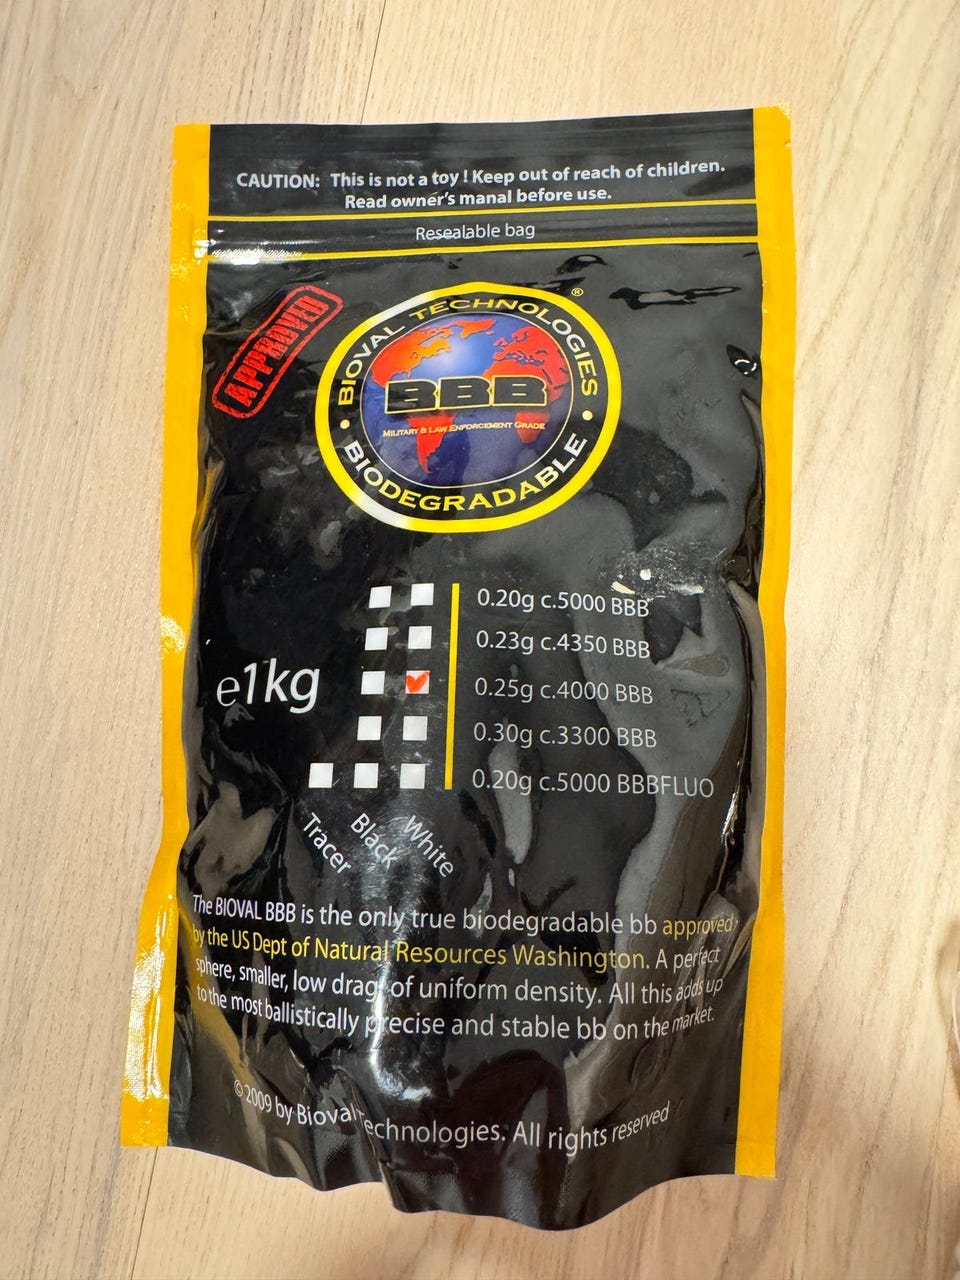 CAUTION: This is not a toy ! Keep out of reach of children.
Read owner's manal before use.
Resealable bag
APPROVED
®
BIOVAL TECHNOLOGIES
BBB
MILITARY & LAW ENFORCEMENT GRADE
• BIODEGRADABLE •
0.20g c.5000 BBB
0.23g c.4350 BBB
e1kg
0.25g c.4000 BBB
0.30g c.3300 BBB
0.20g c.5000 BBBFLUO
Tracer
Black
White
The BIOVAL BBB is the only true biodegradable bb approved
by the US Dept of Natural Resources Washington. A perfect
sphere, smaller, low drag, of uniform density. All this adds up
to the most ballistically precise and stable bb on the market.
© 2009 by Bioval Technologies. All rights reserved